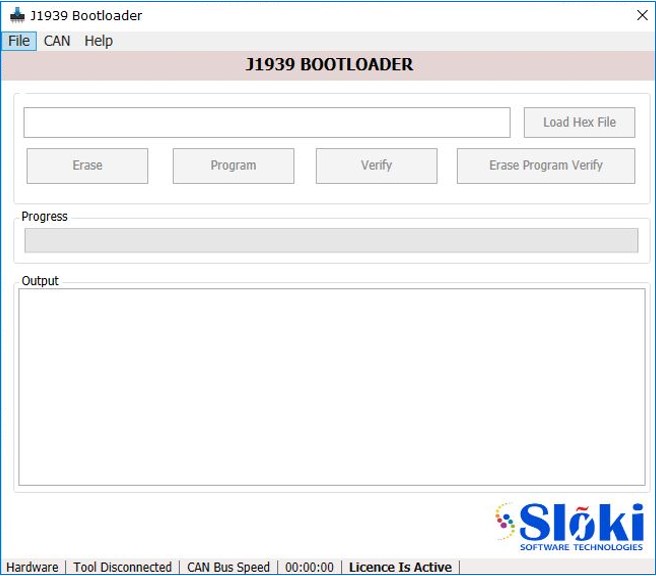 J1939 Bootloader
File CAN Help
J1939 BOOTLOADER
Load Hex File
Erase Program Verify Erase Program Verify
Progress
Output
Slõki
SOFTWARE TECHNOLOGIES
Hardware | Tool Disconnected | CAN Bus Speed | 00:00:00 | Licence Is Active |